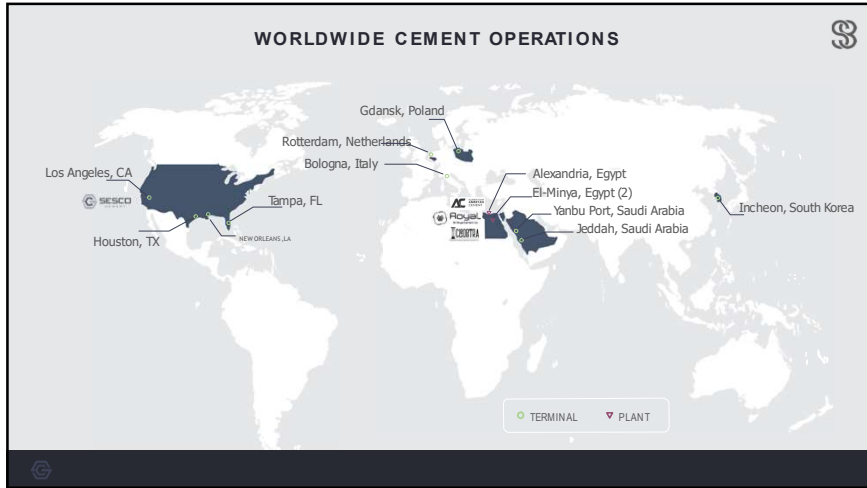 WORLDWIDE CEMENT OPERATIONS
Gdansk, Poland
Rotterdam, Netherlands
Bologna, Italy
Los Angeles, CA
SESCO
CEMENT
Tampa, FL
Houston, TX
NEW ORLEANS ,LA
Alexandria, Egypt
El-Minya, Egypt (2)
Yanbu Port, Saudi Arabia
Jeddah, Saudi Arabia
AC
Royal
Incheon, South Korea
TERMINAL
PLANT